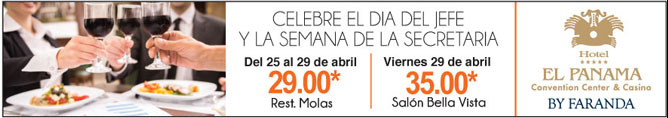 CELEBRE EL DIA DEL JEFE
Y LA SEMANA DE LA SECRETARIA
Del 25 al 29 de abril
29.00*
Rest. Molas
Viernes 29 de abril
35.00*
Salón Bella Vista
Hotel
EL PANAMA
Convention Center & Casino
BY FARANDA